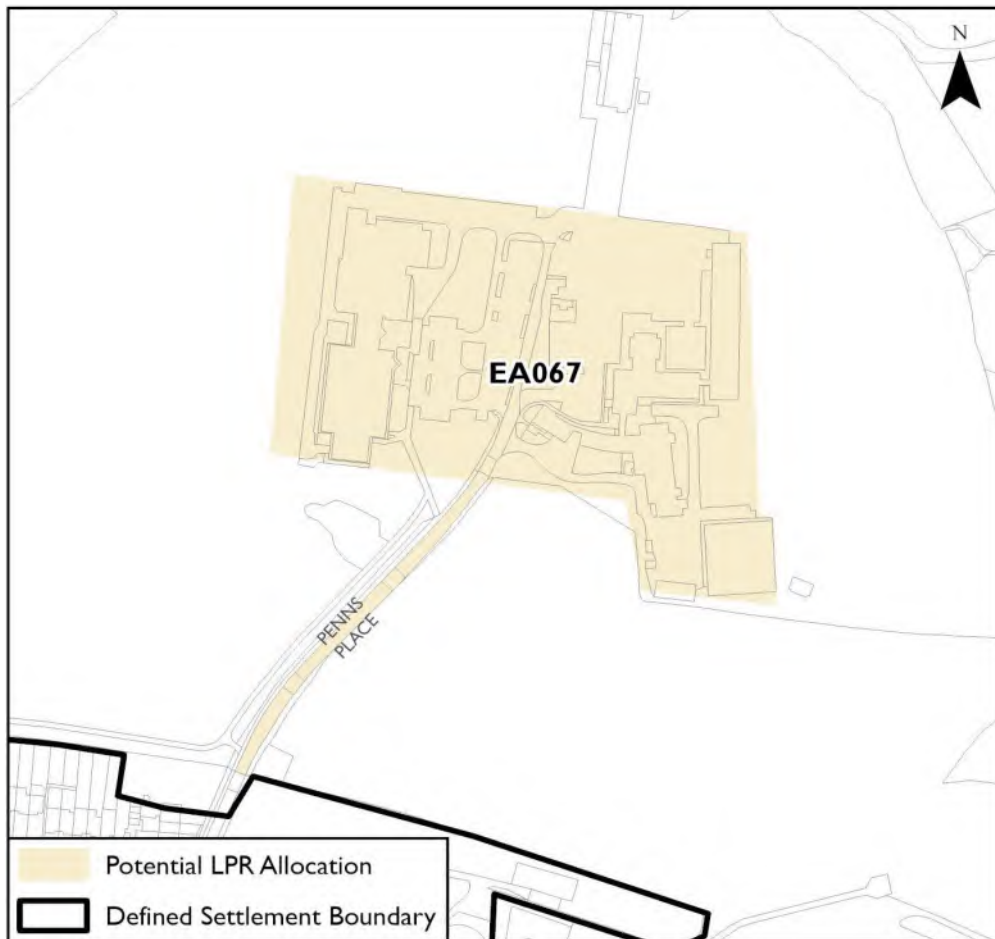 N
EA067
PENNS
PLACE
Potential LPR Allocation
Defined Settlement Boundary